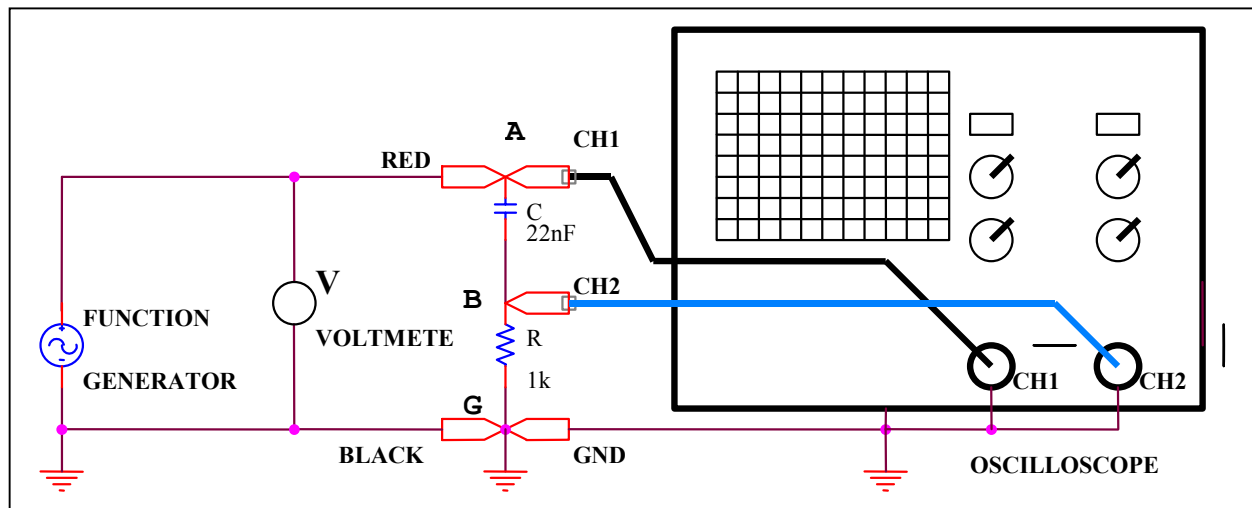 A
CH1
RED
C
22nF
V
B
CH2
FUNCTION
VOLTMETE
R
GENERATOR
1k
CH1
CH2
G
BLACK
GND
OSCILLOSCOPE